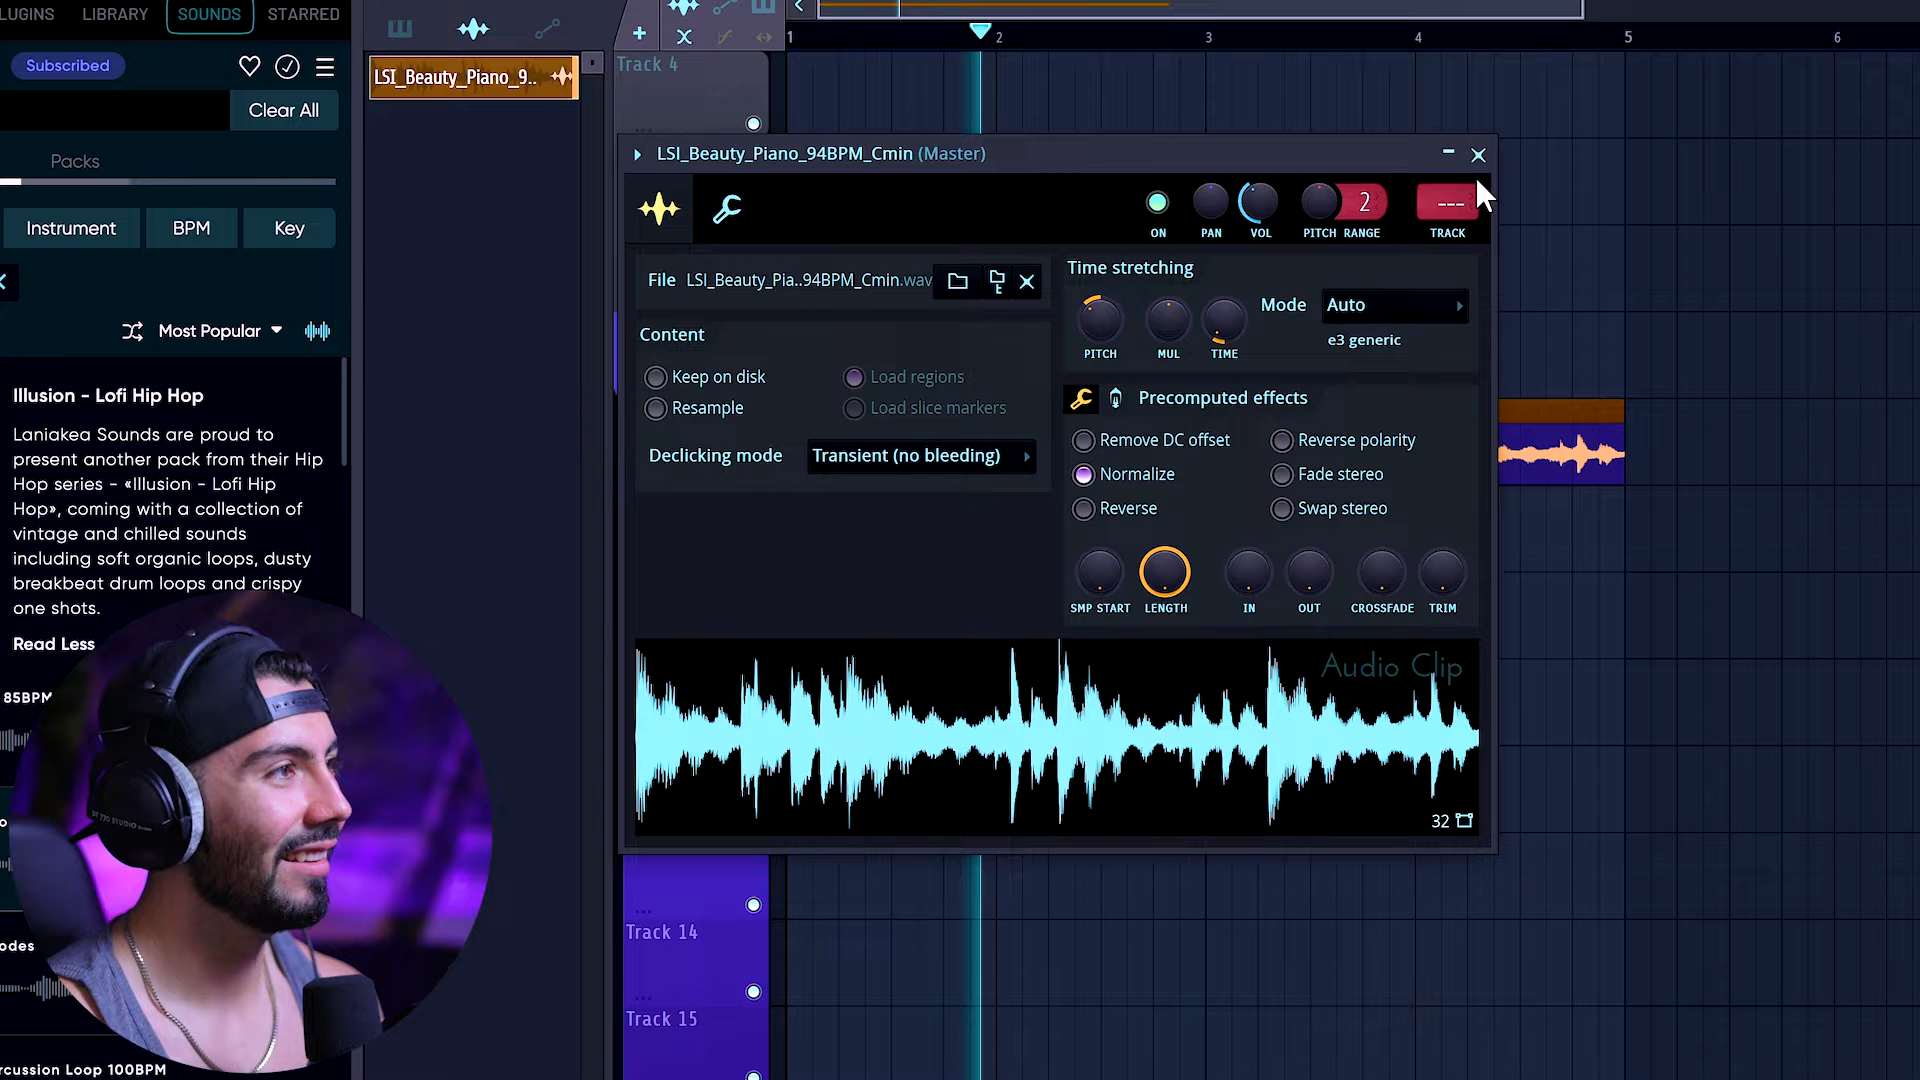 LUGINS
LIBRARY
SOUNDS
STARRED
Subscribed
Clear All
Packs
Instrument
BPM
Key
Most Popular
Illusion - Lofi Hip Hop
Laniakea Sounds are proud to
present another pack from their Hip
Hop series - «Illusion - Lofi Hip
Hop», coming with a collection of
vintage and chilled sounds
including soft organic loops, dusty
breakbeat drum loops and crispy
one shots.
Read Less
85BPM
odes
rcussion Loop 100BPM
LSI_Beauty_Piano_9..
1
2
3
4
5
6
Track 4
LSI_Beauty_Piano_94BPM_Cmin (Master)
ON
PAN
VOL
PITCH
2
RANGE
---
TRACK
File LSI_Beauty_Pia..94BPM_Cmin.wav
Content
Keep on disk
Load regions
Resample
Load slice markers
Declicking mode
Transient (no bleeding)
Time stretching
PITCH
MUL
TIME
Mode
Auto
e3 generic
Precomputed effects
Remove DC offset
Reverse polarity
Normalize
Fade stereo
Reverse
Swap stereo
SMP START
LENGTH
IN
OUT
CROSSFADE
TRIM
Audio Clip
32
Track 14
Track 15